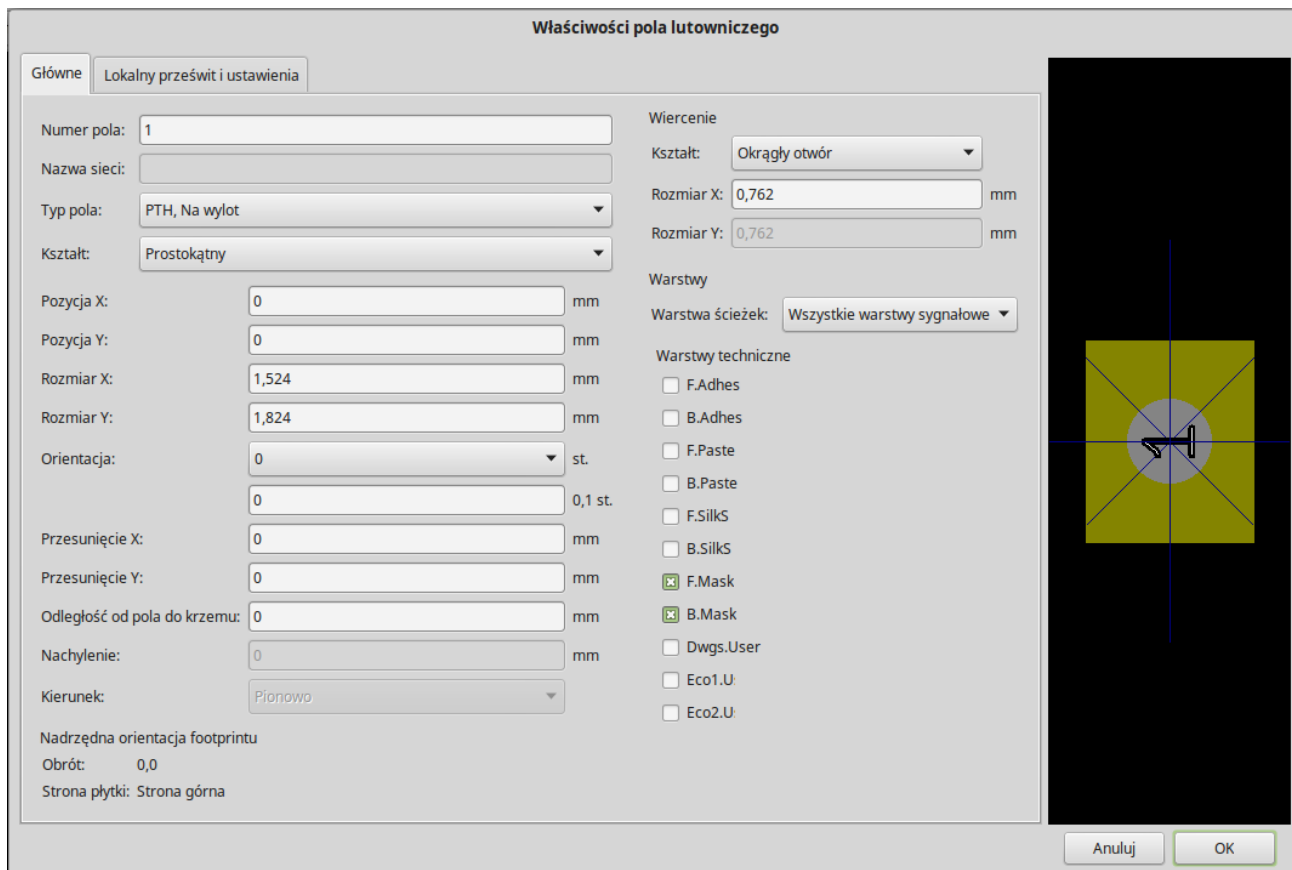 Właściwości pola lutowniczego
Główne
Lokalny prześwit i ustawienia
Numer pola: 1
Nazwa sieci:
Typ pola: PTH, Na wylot
Kształt: Prostokątny
Pozycja X: 0 mm
Pozycja Y: 0 mm
Rozmiar X: 1,524 mm
Rozmiar Y: 1,824 mm
Orientacja: 0 st.
0 0,1 st.
Przesunięcie X: 0 mm
Przesunięcie Y: 0 mm
Odległość od pola do krzemu: 0 mm
Nachylenie: 0 mm
Kierunek: Pionowo
Nadrzędna orientacja footprintu
Obrót: 0,0
Strona płytki: Strona górna
Wiercenie
Kształt: Okrągły otwór
Rozmiar X: 0,762 mm
Rozmiar Y: 0,762 mm
Warstwy
Warstwa ścieżek: Wszystkie warstwy sygnałowe
Warstwy techniczne
F.Adhes
B.Adhes
F.Paste
B.Paste
F.SilkS
B.SilkS
F.Mask
B.Mask
Dwgs.User
Eco1.U
Eco2.U
1
Anuluj
OK